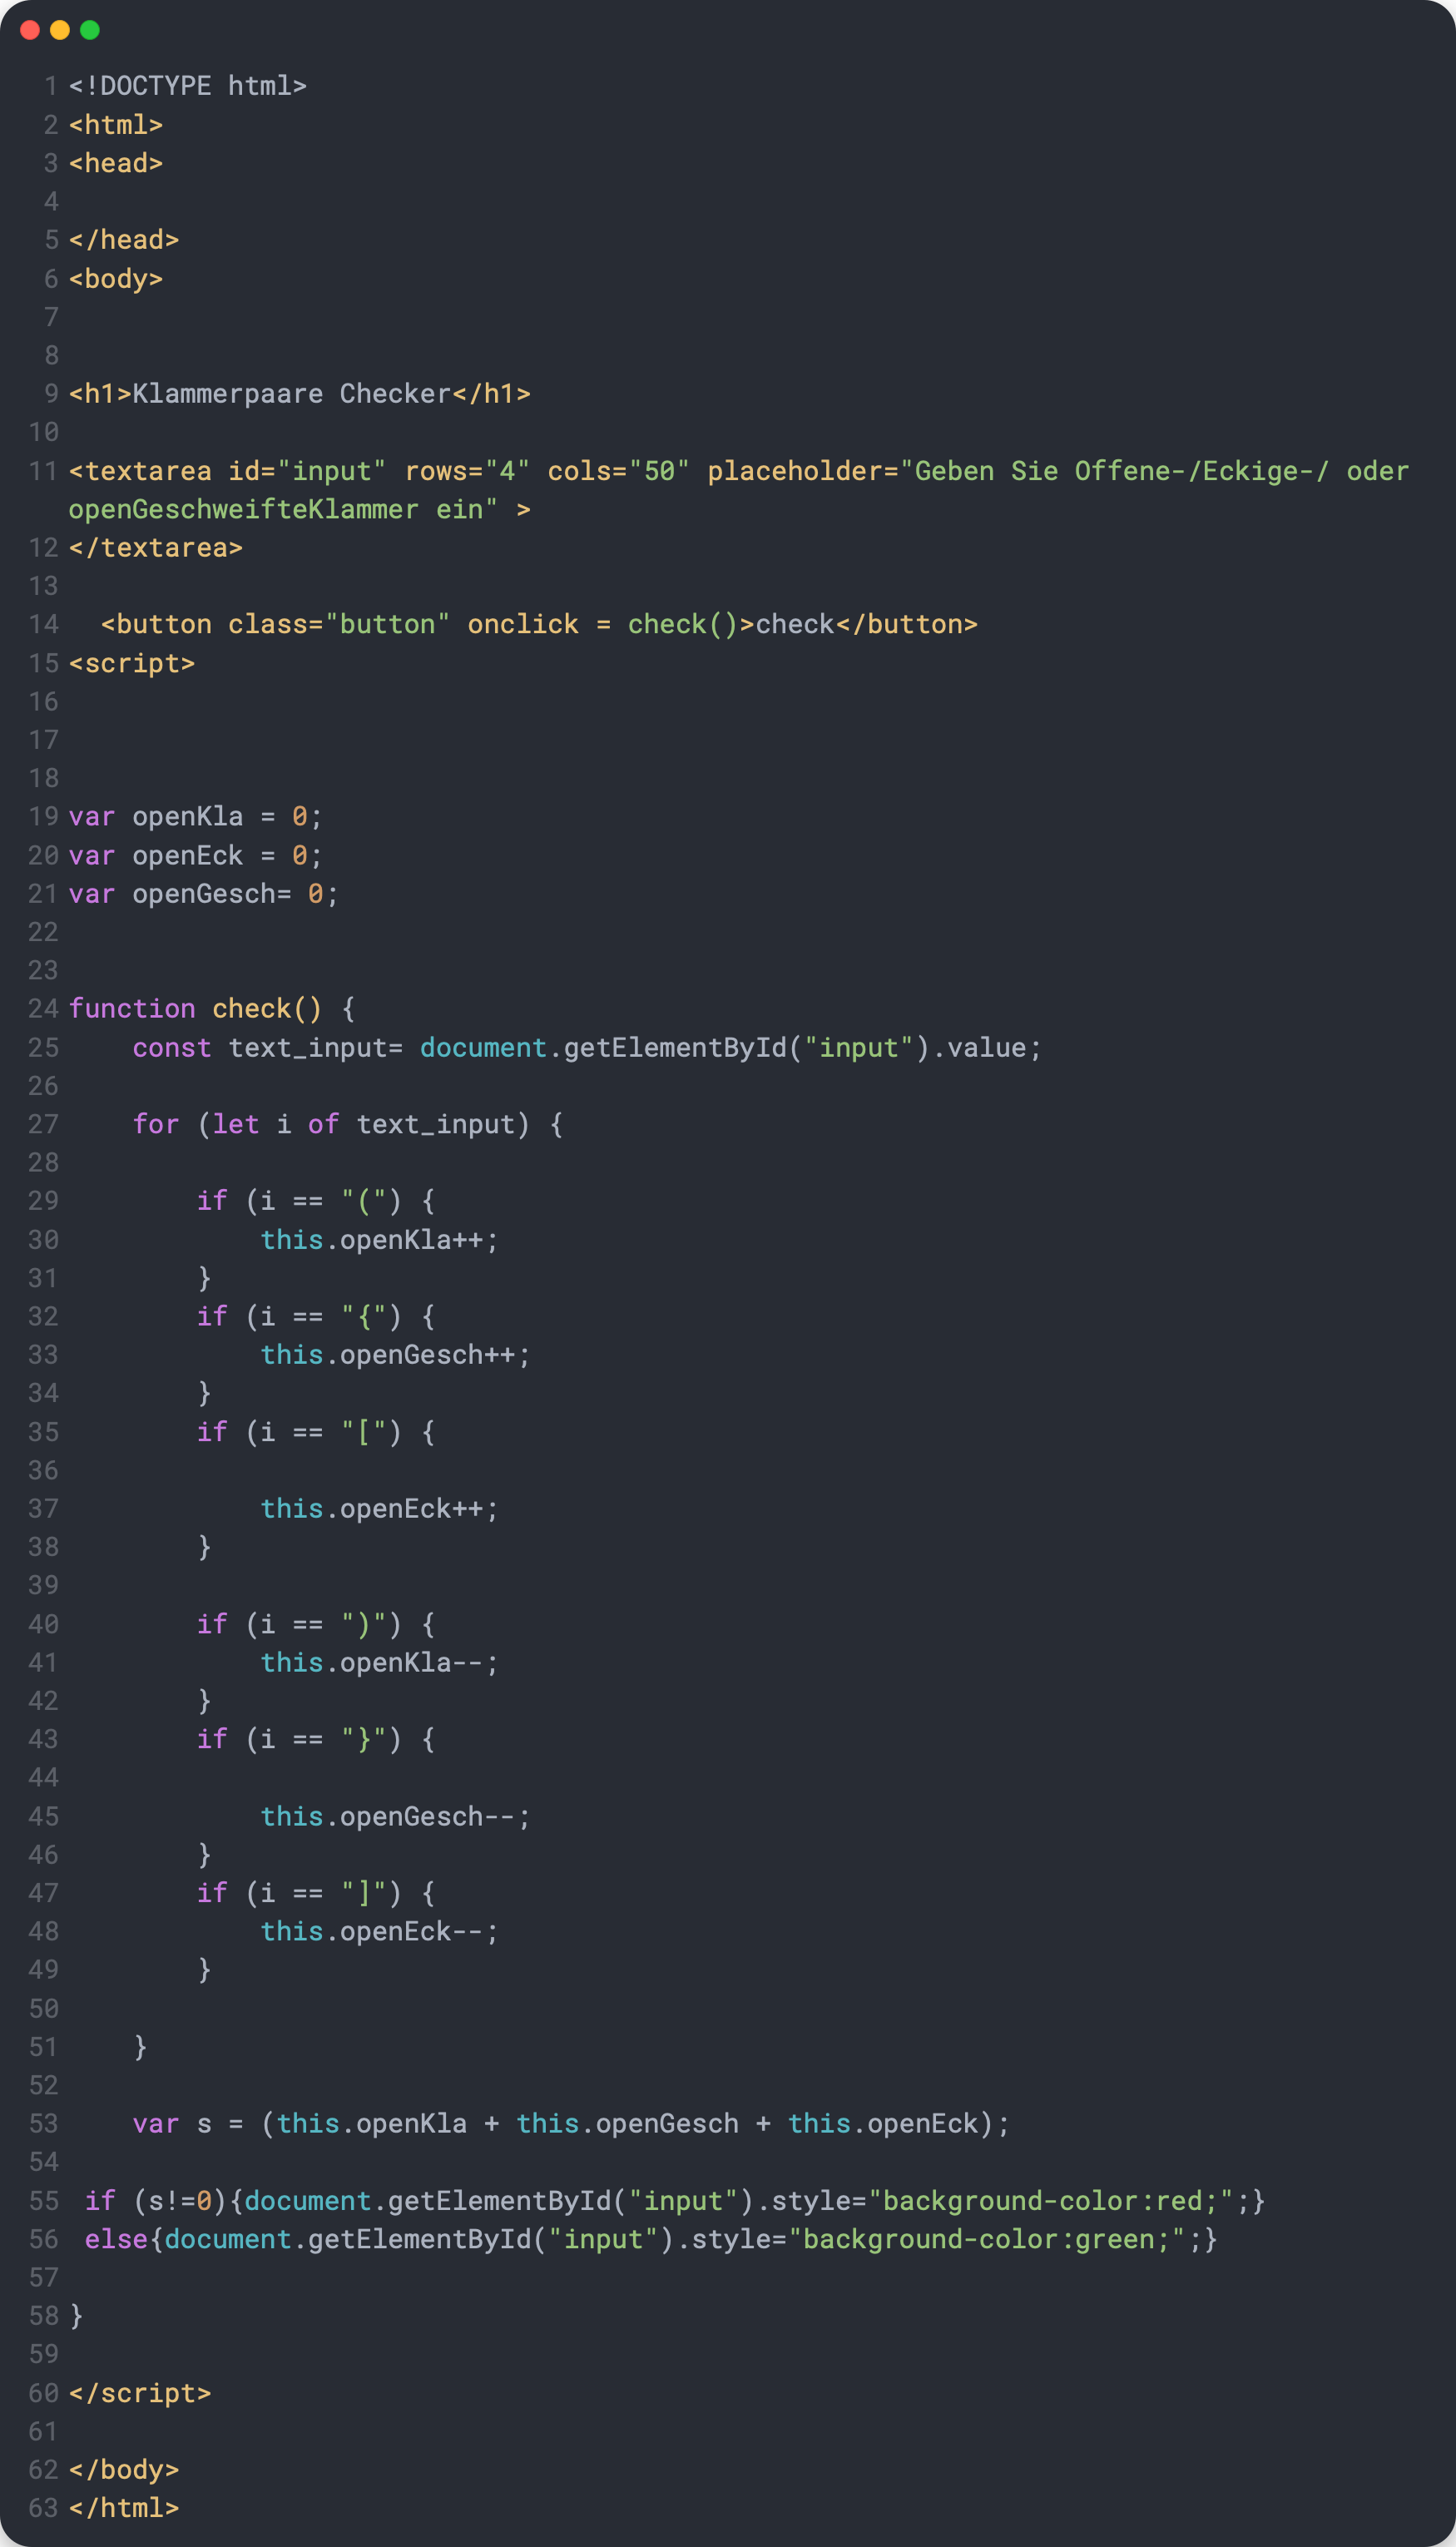 1 <!DOCTYPE html>
2 <html>
3 <head>
4
5 </head>
6 <body>
7
8
9 <h1>Klammerpaare Checker</h1>
10
11 <textarea id="input" rows="4" cols="50" placeholder="Geben Sie Offene-/Eckige-/ oder
openGeschweifteKlammer ein" >
12 </textarea>
13
14   <button class="button" onclick = check()>check</button>
15 <script>
16
17
18
19 var openKla = 0;
20 var openEck = 0;
21 var openGesch= 0;
22
23
24 function check() {
25     const text_input= document.getElementById("input").value;
26
27     for (let i of text_input) {
28
29         if (i == "(") {
30             this.openKla++;
31         }
32         if (i == "{") {
33             this.openGesch++;
34         }
35         if (i == "[") {
36
37             this.openEck++;
38         }
39
40         if (i == ")") {
41             this.openKla--;
42         }
43         if (i == "}") {
44
45             this.openGesch--;
46         }
47         if (i == "]") {
48             this.openEck--;
49         }
50
51     }
52
53     var s = (this.openKla + this.openGesch + this.openEck);
54
55  if (s!=0){document.getElementById("input").style="background-color:red;";}
56  else{document.getElementById("input").style="background-color:green;";}
57
58 }
59
60 </script>
61
62 </body>
63 </html>